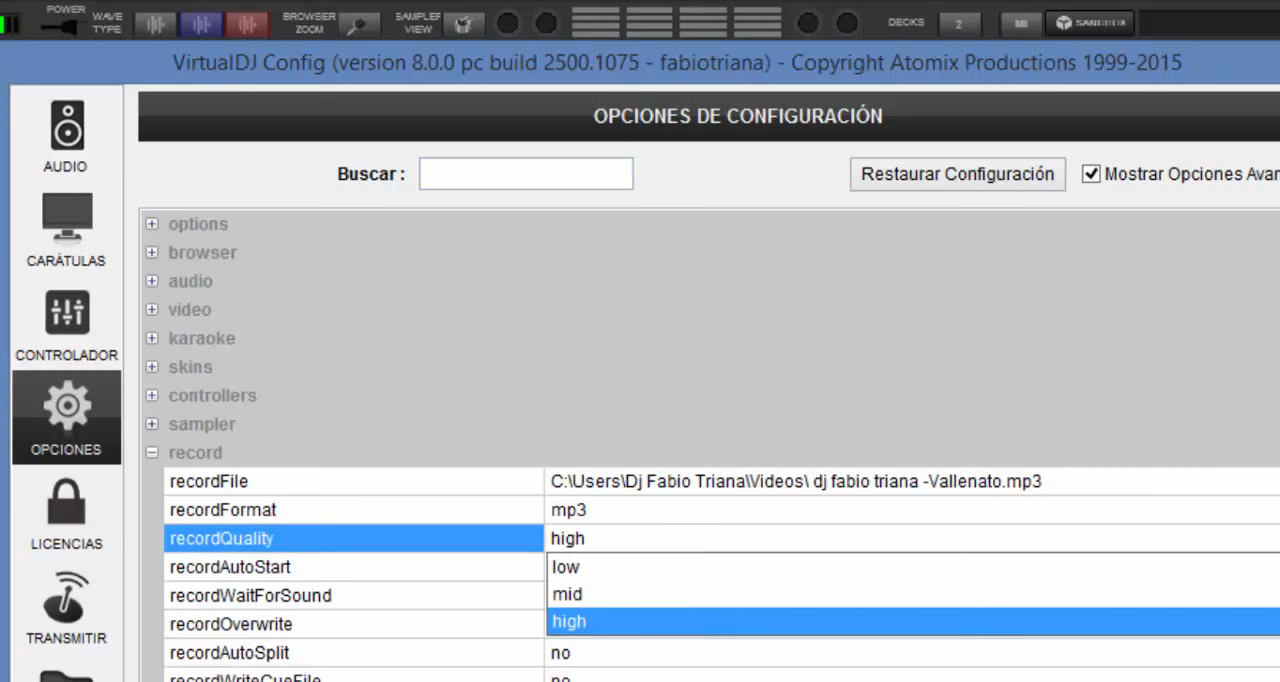 POWER
WAVE TYPE
BROWSER ZOOM
SAMPLER VIEW
DECKS
2
VirtualDJ Config (version 8.0.0 pc build 2500.1075 - fabiotriana) - Copyright Atomix Productions 1999-2015
OPCIONES DE CONFIGURACIÓN
Buscar :
Restaurar Configuración
Mostrar Opciones Avan
AUDIO
CARÁTULAS
CONTROLADOR
OPCIONES
LICENCIAS
TRANSMITIR
options
browser
audio
video
karaoke
skins
controllers
sampler
record
recordFile C:\Users\Dj Fabio Triana\Videos\ dj fabio triana -Vallenato.mp3
recordFormat mp3
recordQuality high
recordAutoStart low
recordWaitForSound mid
recordOverwrite high
recordAutoSplit no
recordWriteCueFile no